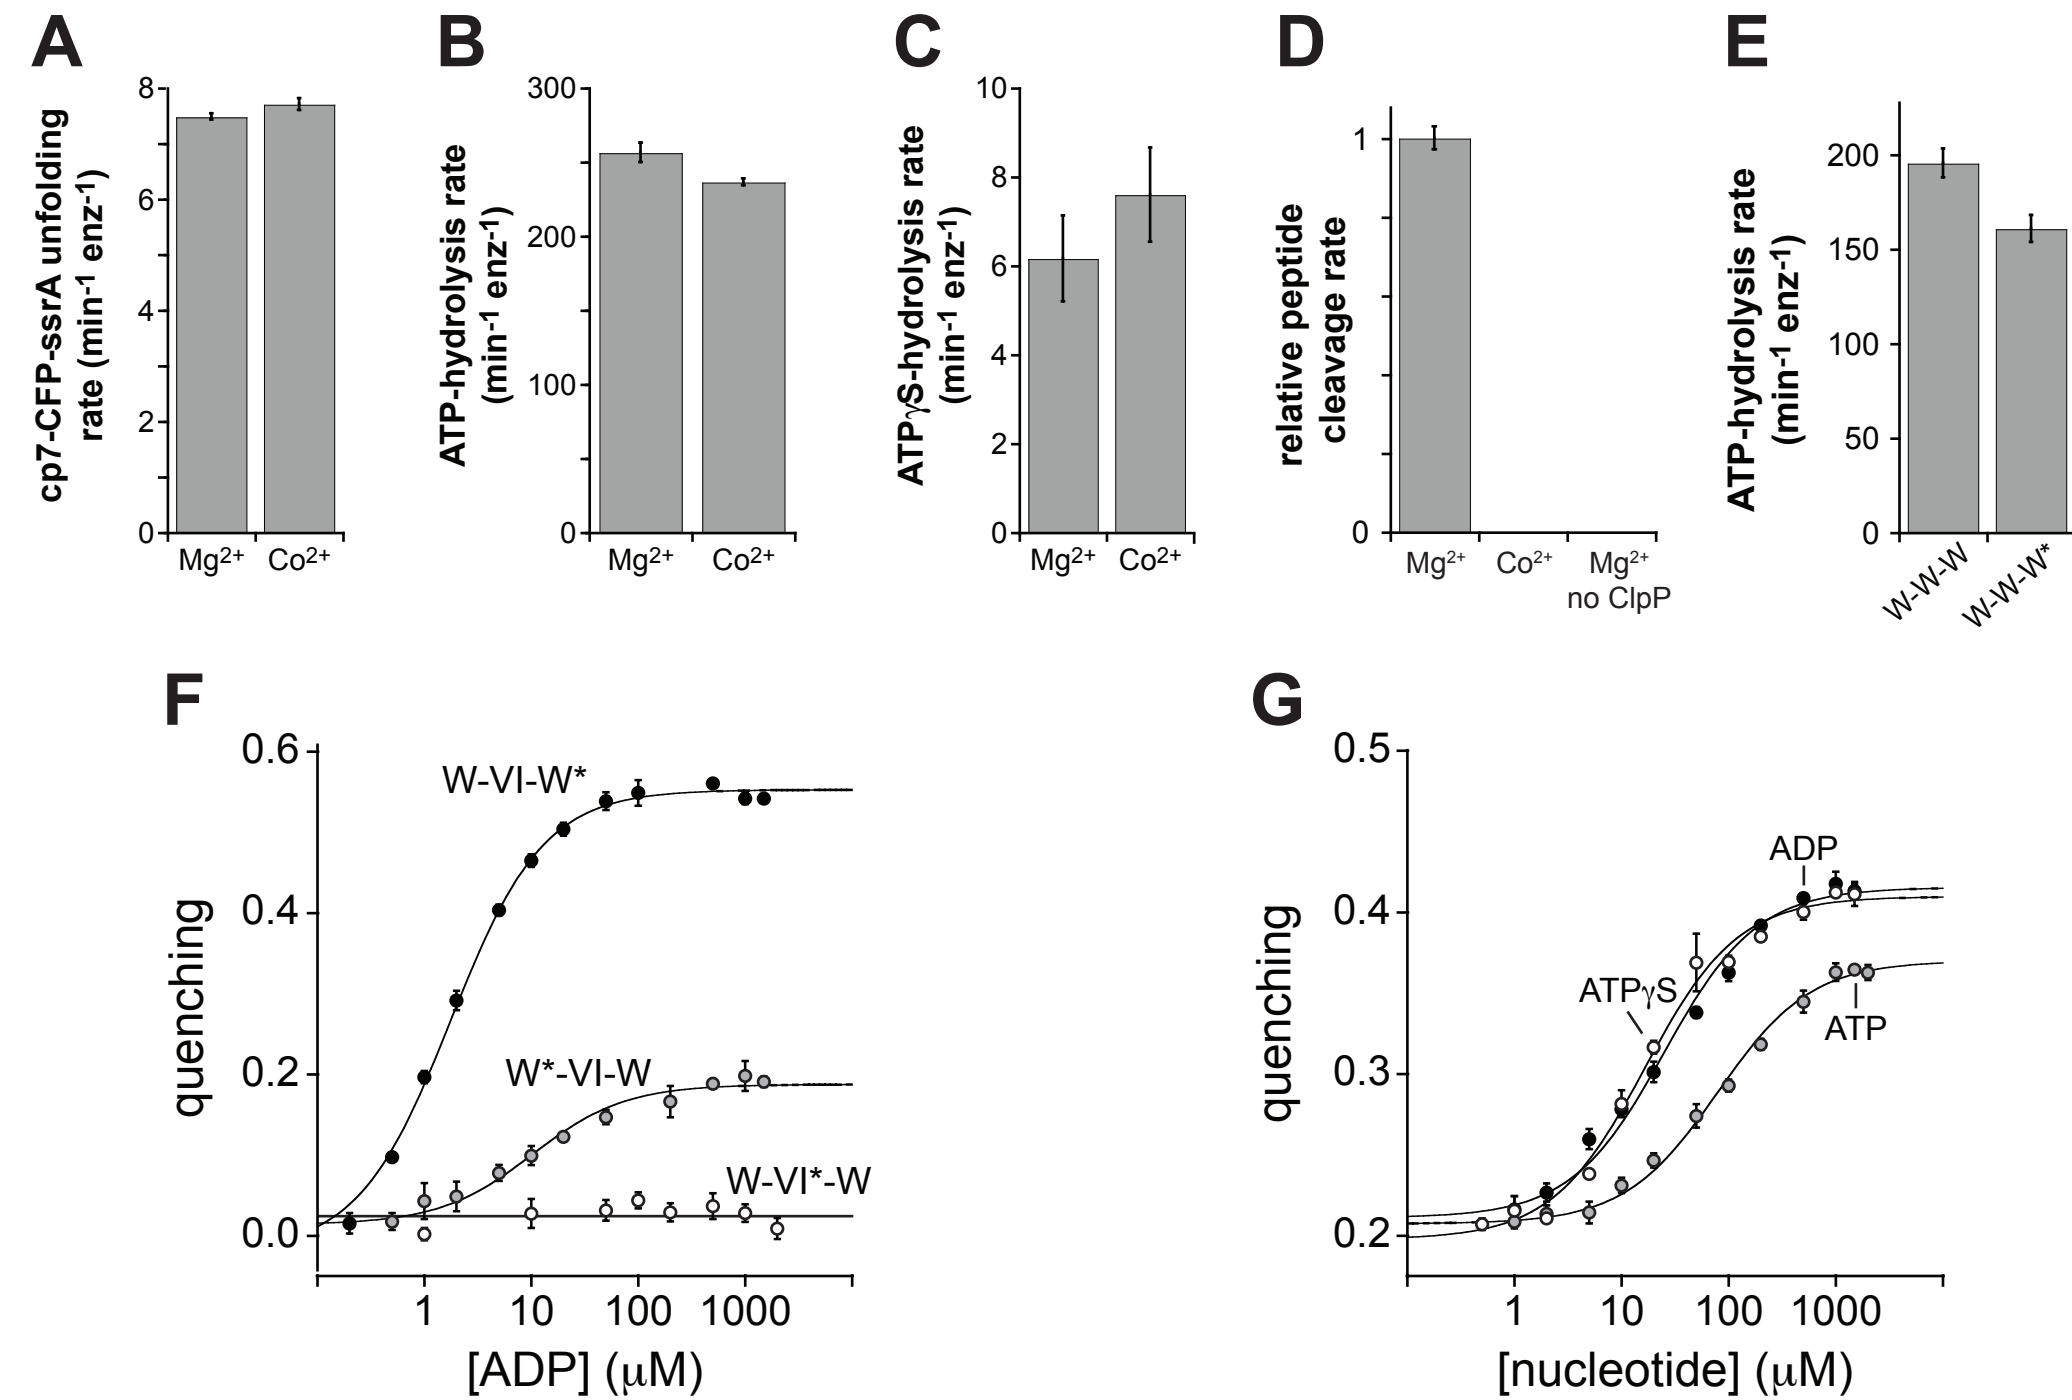 A
cp7-CFP-ssrA unfolding
rate (min-1 enz-1)
8
6
4
2
0
Mg2+
Co2+
B
ATP-hydrolysis rate
(min-1 enz-1)
300
200
100
0
Mg2+
Co2+
C
ATPγS-hydrolysis rate
(min-1 enz-1)
10
8
6
4
2
0
Mg2+
Co2+
D
relative peptide
cleavage rate
1
0
Mg2+
Co2+
Mg2+
no ClpP
E
ATP-hydrolysis rate
(min-1 enz-1)
200
150
100
50
0
W-W-W
W-W-W*
F
quenching
0.6
0.4
0.2
0.0
W-VI-W*
W*-VI-W
W-VI*-W
1
10
100
1000
[ADP] (μM)
G
quenching
0.5
0.4
0.3
0.2
ADP
ATPγS
ATP
1
10
100
1000
[nucleotide] (μM)